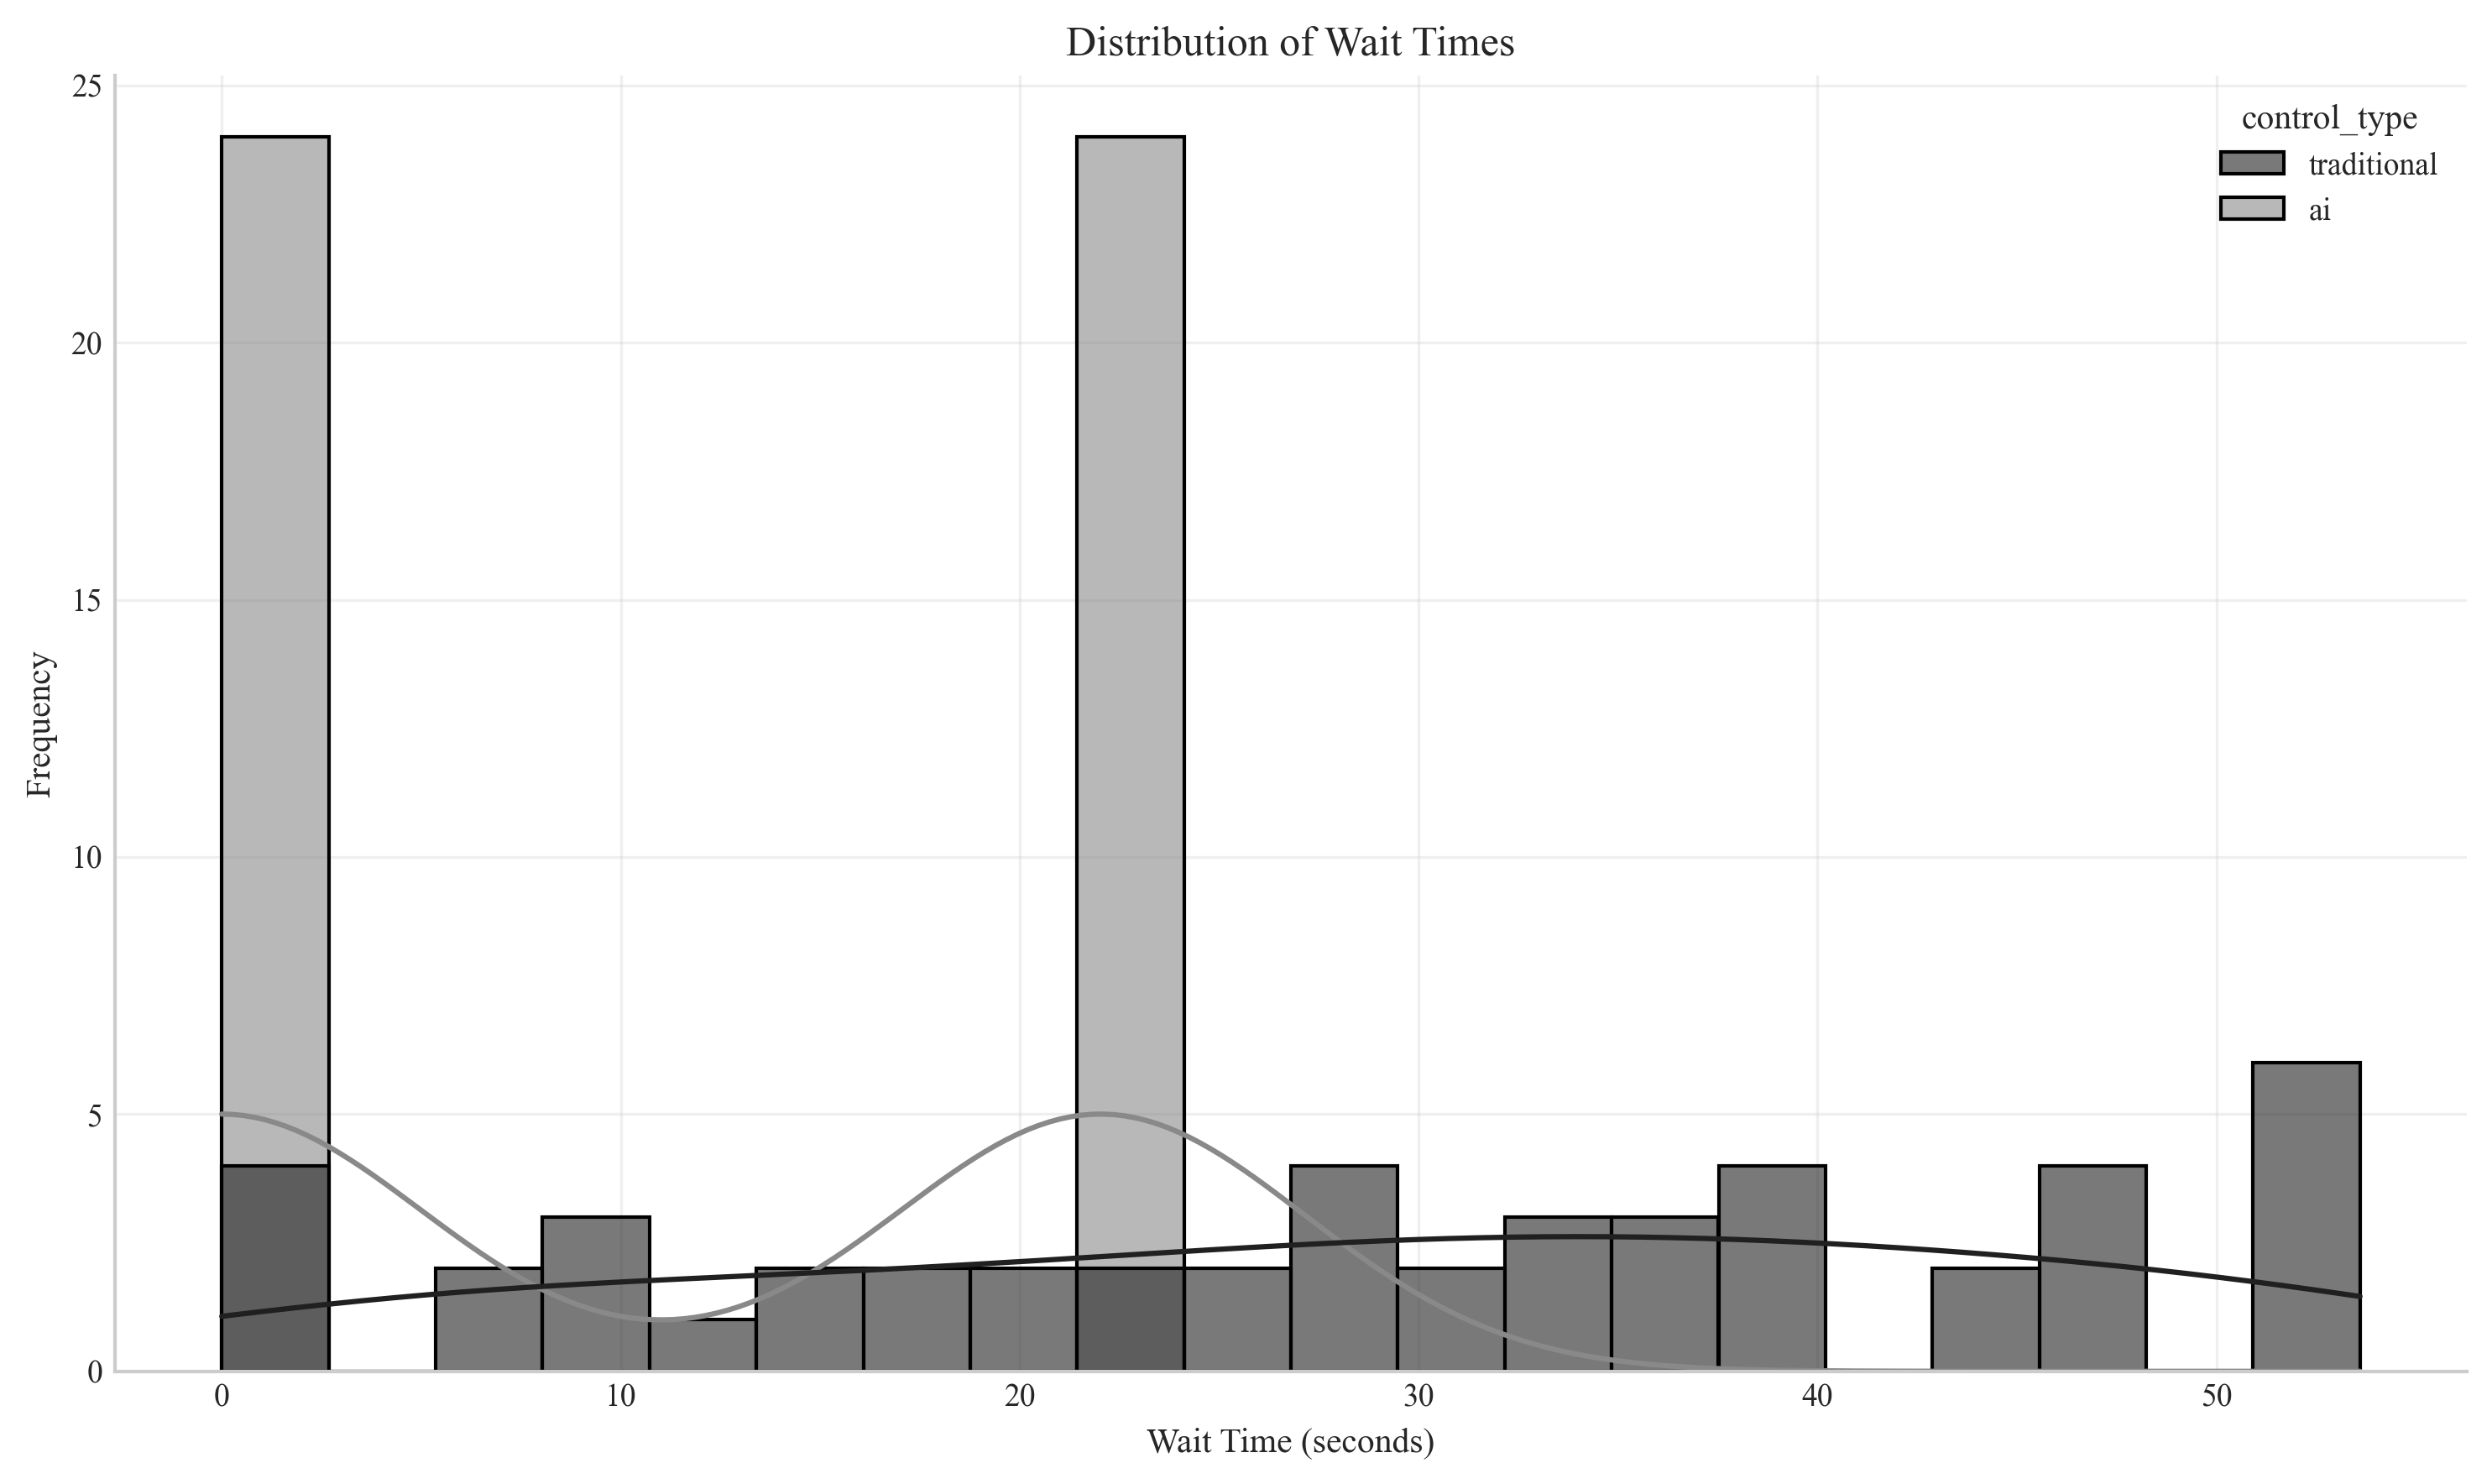 Distribution of Wait Times
25
20
15
10
5
0
Frequency
control_type
traditional
ai
0 10 20 30 40 50
Wait Time (seconds)